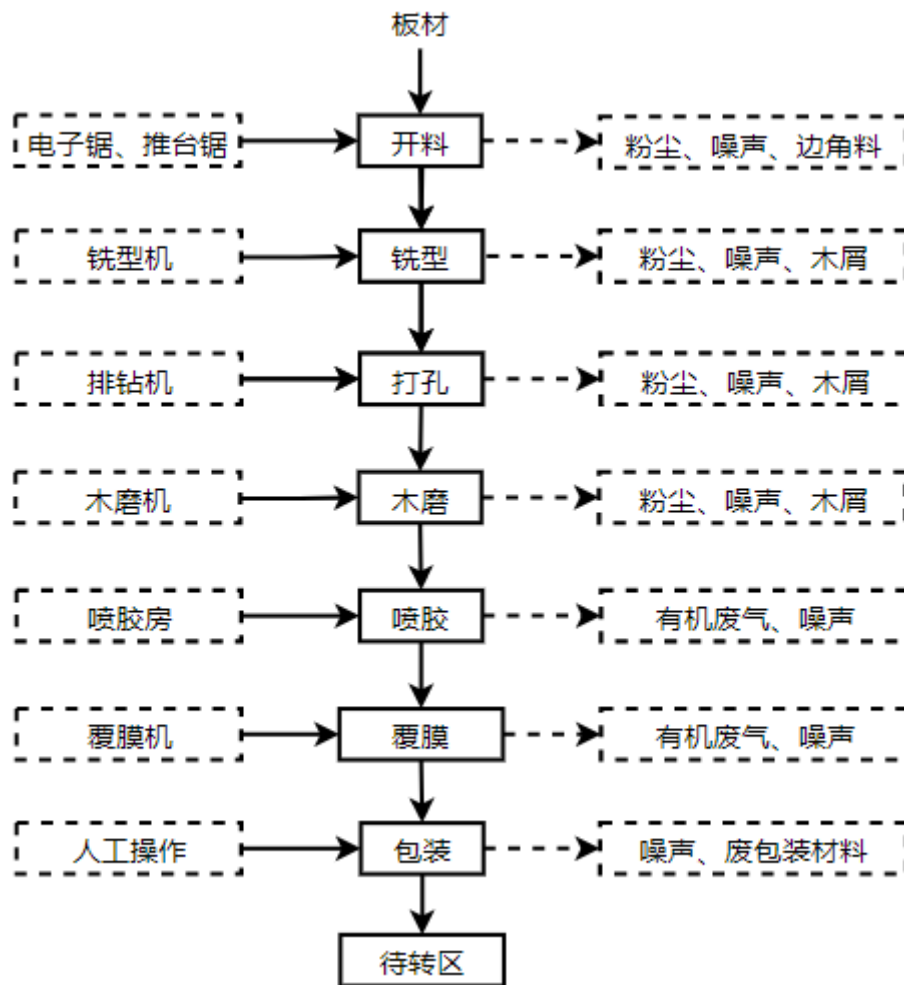 板材
电子锯、推台锯
开料
粉尘、噪声、边角料
铣型机
铣型
粉尘、噪声、木屑
排钻机
打孔
粉尘、噪声、木屑
木磨机
木磨
粉尘、噪声、木屑
喷胶房
喷胶
有机废气、噪声
覆膜机
覆膜
有机废气、噪声
人工操作
包装
噪声、废包装材料
待转区